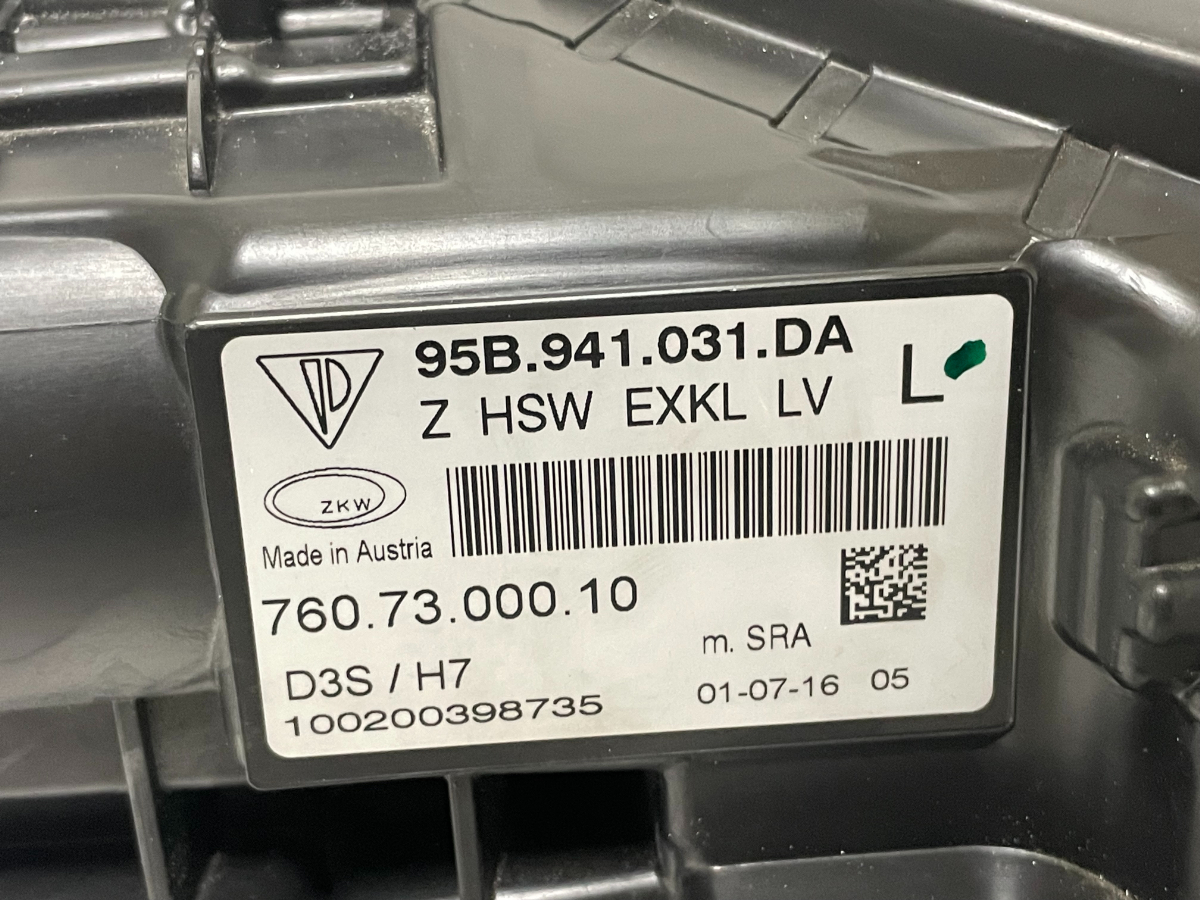 95B.941.031.DA
Z HSW EXKL LV L
ZKW
Made in Austria
760.73.000.10
m. SRA
D3S / H7
01-07-16 05
100200398735